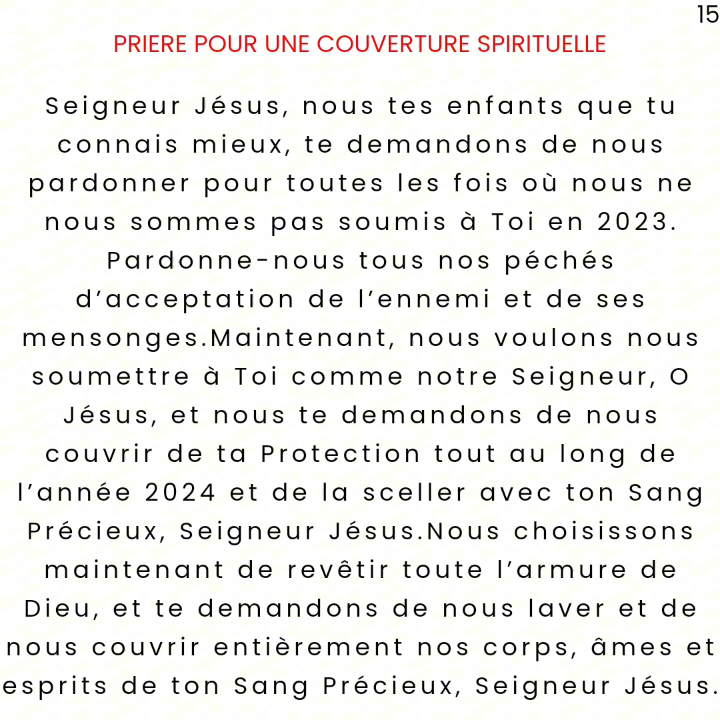 15
PRIERE POUR UNE COUVERTURE SPIRITUELLE
Seigneur Jésus, nous tes enfants que tu
connais mieux, te demandons de nous
pardonner pour toutes les fois où nous ne
nous sommes pas soumis à Toi en 2023.
Pardonne-nous tous nos péchés
d’acceptation de l’ennemi et de ses
mensonges.Maintenant, nous voulons nous
soumettre à Toi comme notre Seigneur, O
Jésus, et nous te demandons de nous
couvrir de ta Protection tout au long de
l’année 2024 et de la sceller avec ton Sang
Précieux, Seigneur Jésus.Nous choisissons
maintenant de revêtir toute l’armure de
Dieu, et te demandons de nous laver et de
nous couvrir entièrement nos corps, âmes et
esprits de ton Sang Précieux, Seigneur Jésus.